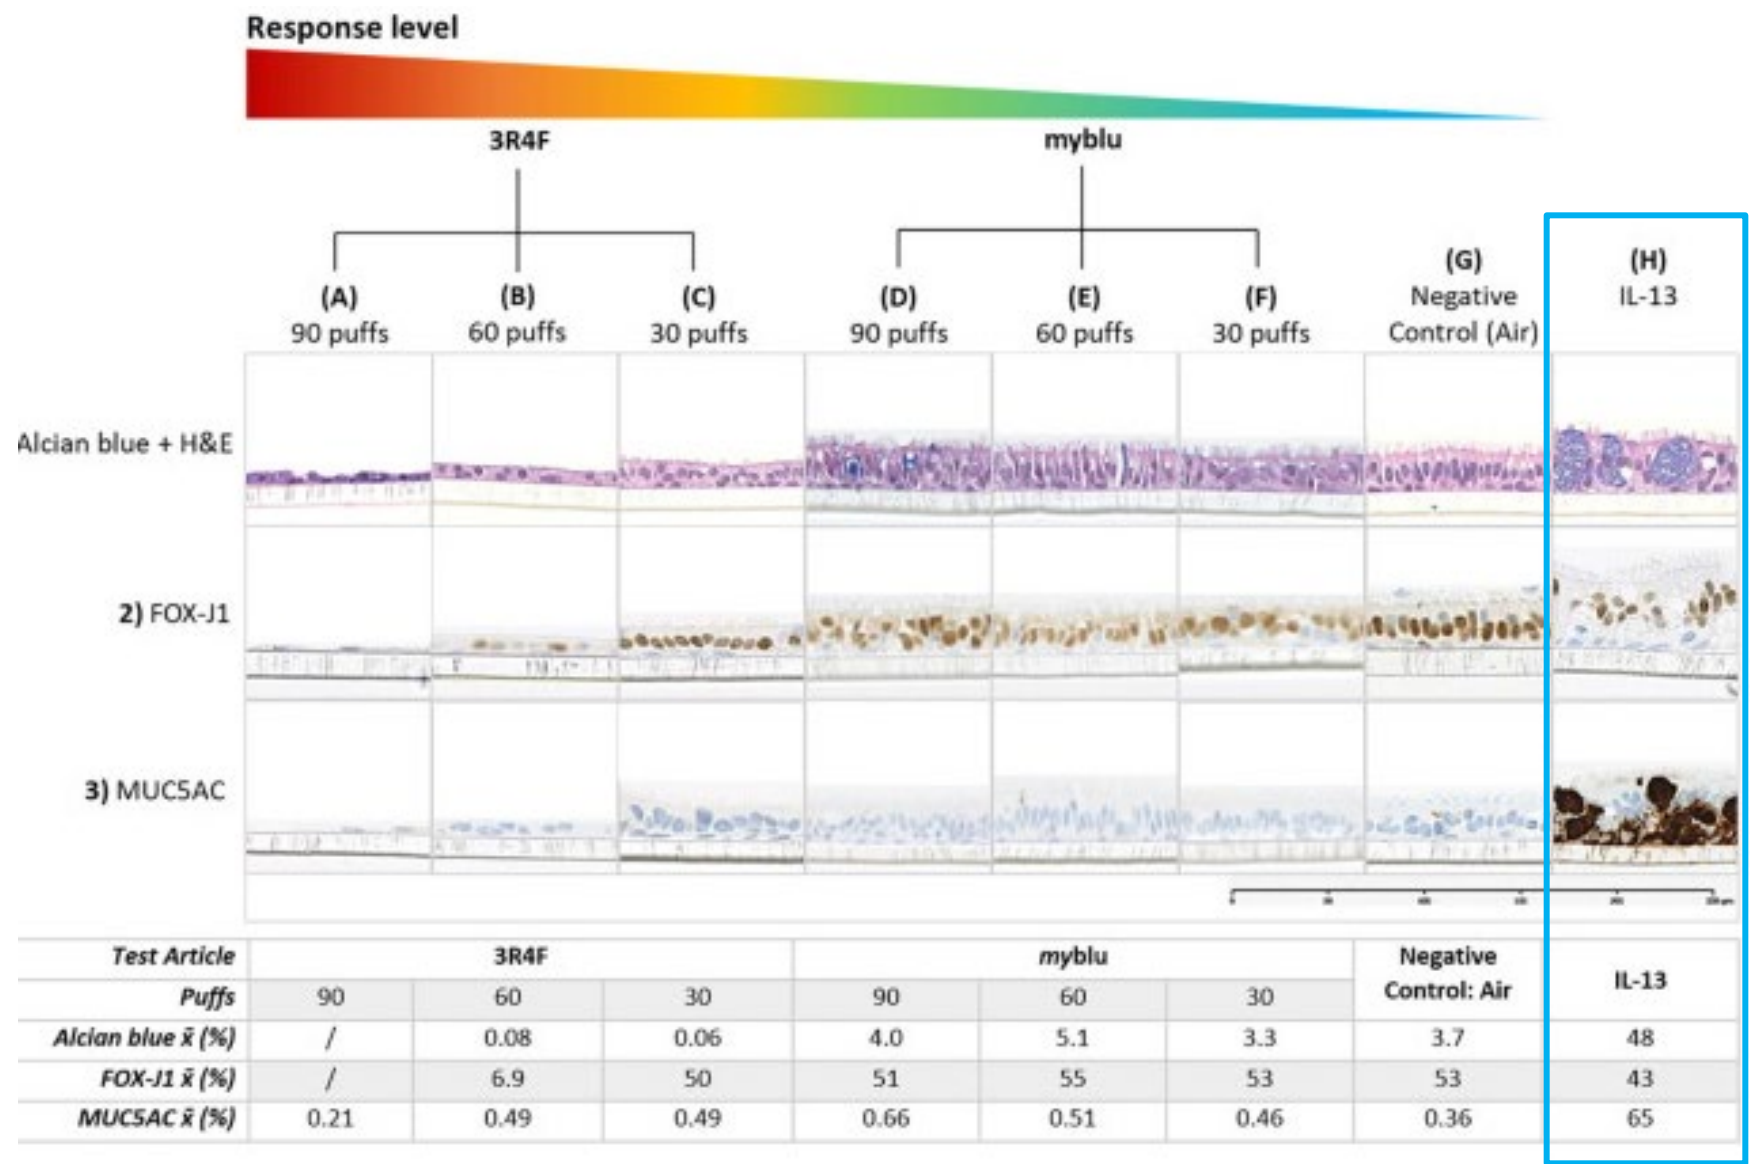 Response level
3R4F
myblu
(A)
90 puffs
(B)
60 puffs
(C)
30 puffs
(D)
90 puffs
(E)
60 puffs
(F)
30 puffs
(G)
Negative
Control (Air)
(H)
IL-13
Alcian blue + H&E
2) FOX-J1
3) MUC5AC
Test Article 3R4F myblu Negative Control: Air IL-13
Puffs 90 60 30 90 60 30
Alcian blue x̄ (%) / 0.08 0.06 4.0 5.1 3.3 3.7 48
FOX-J1 x̄ (%) / 6.9 50 51 55 53 53 43
MUC5AC x̄ (%) 0.21 0.49 0.49 0.66 0.51 0.46 0.36 65